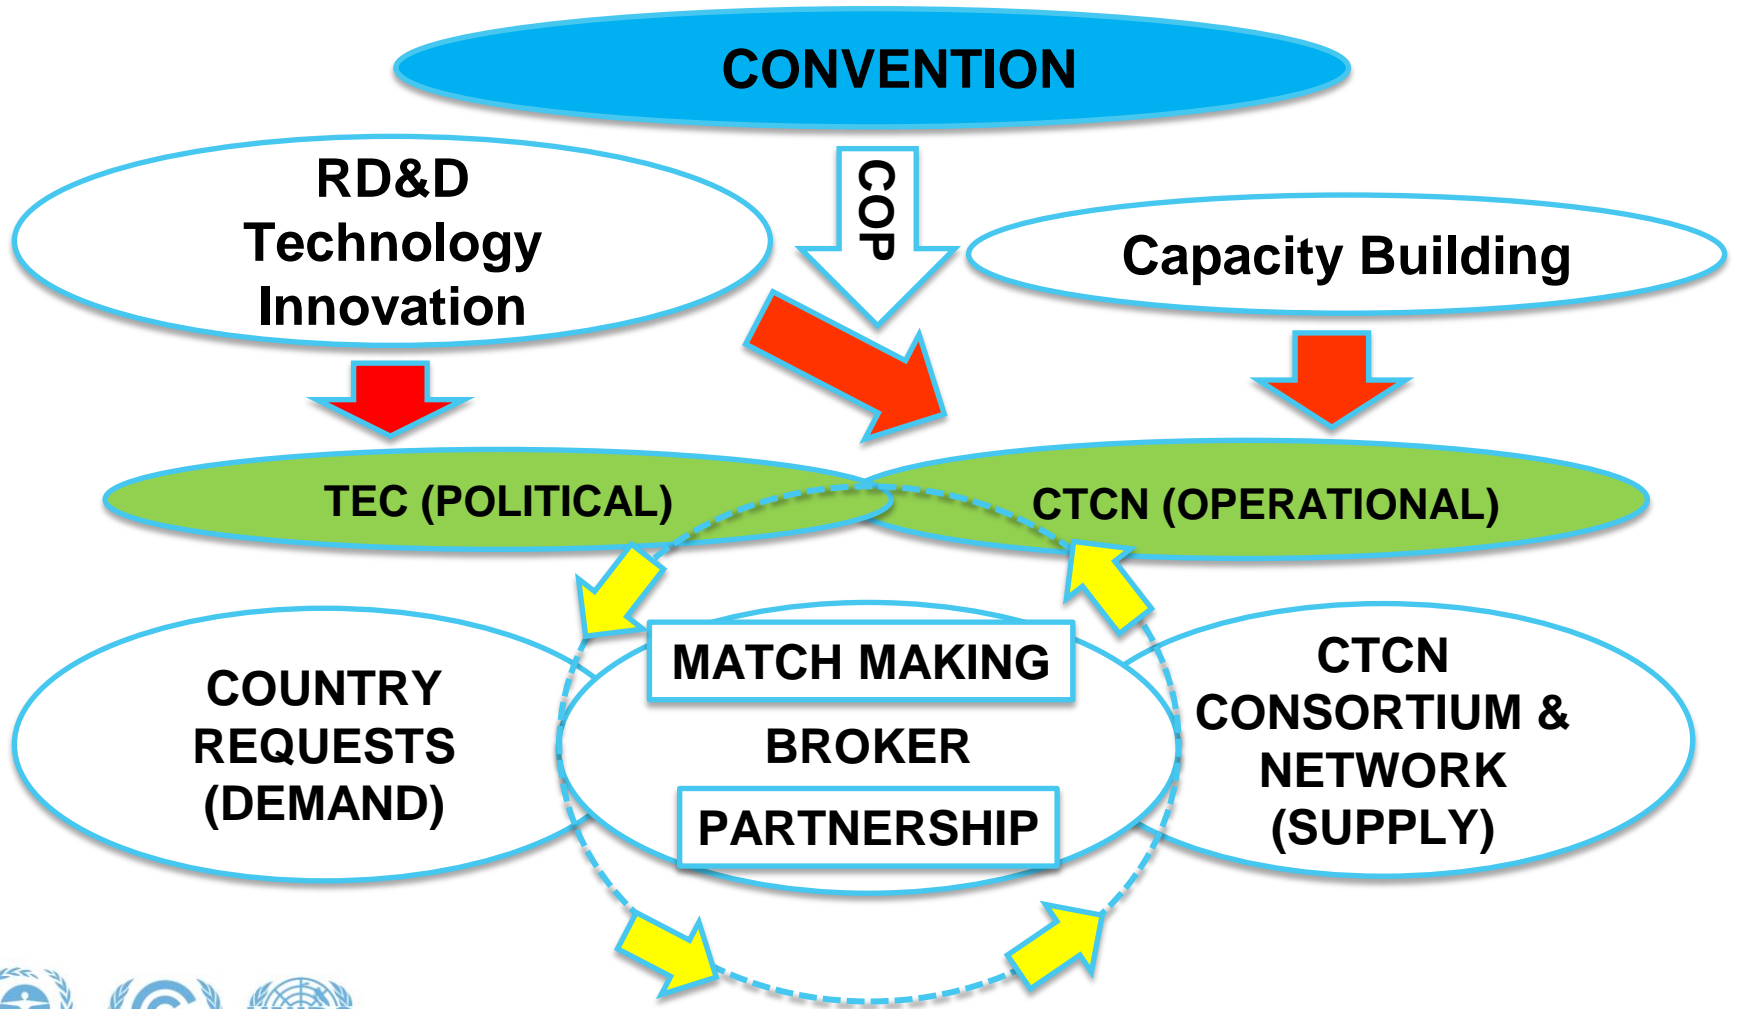 CONVENTION
COP
RD&D
Technology
Innovation
Capacity Building
TEC (POLITICAL)
CTCN (OPERATIONAL)
COUNTRY
REQUESTS
(DEMAND)
MATCH MAKING
BROKER
PARTNERSHIP
CTCN
CONSORTIUM &
NETWORK
(SUPPLY)